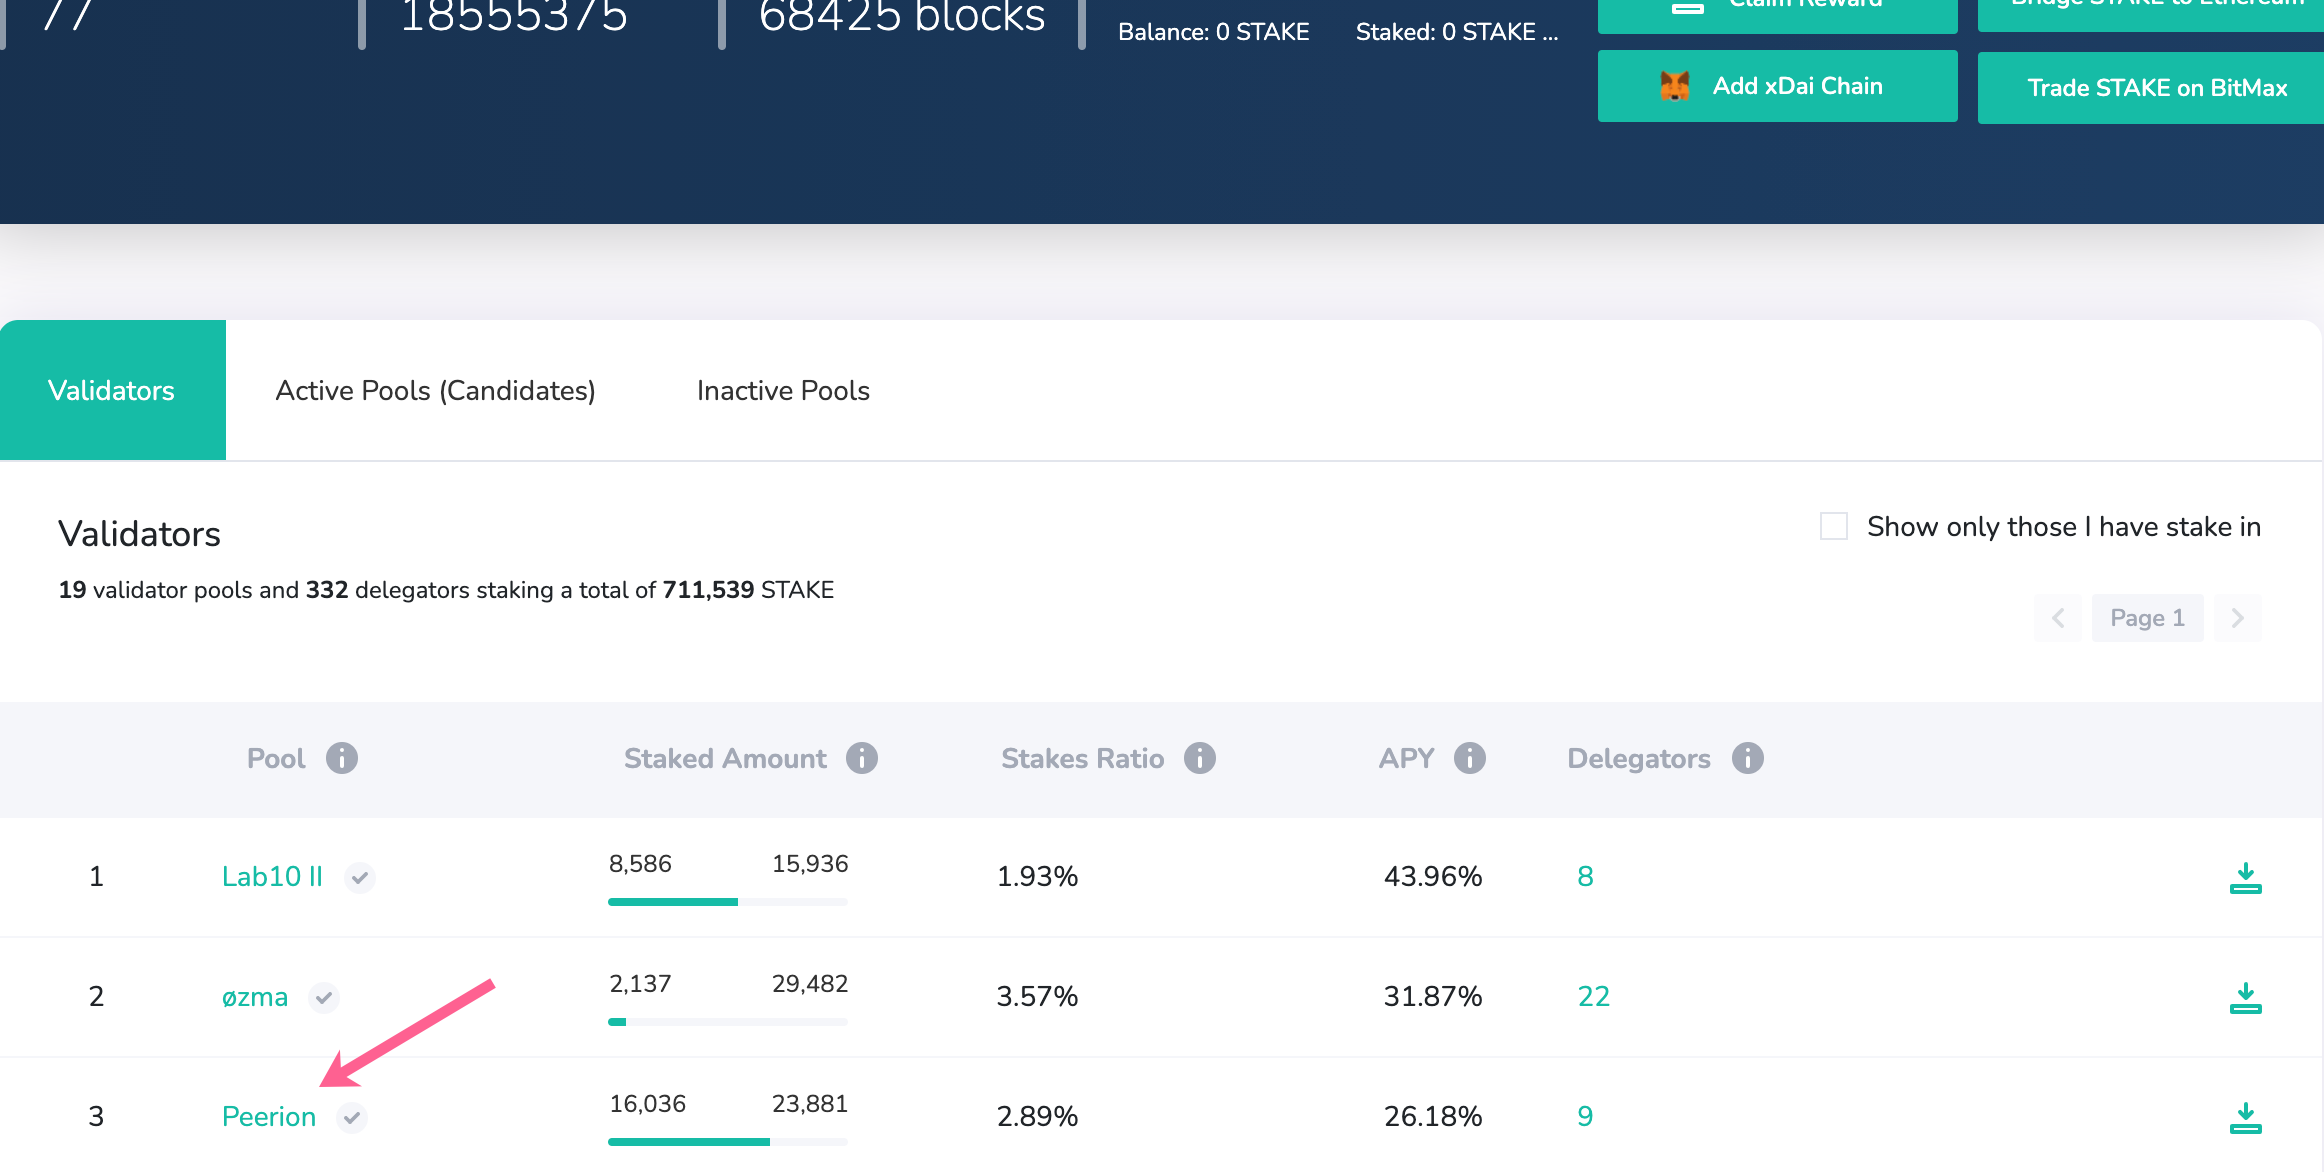 77
18555375
68425 blocks
Balance: 0 STAKE
Staked: 0 STAKE ...
Claim Reward
Bridge STAKE to Ethereum
Add xDai Chain
Trade STAKE on BitMax
Validators
Active Pools (Candidates)
Inactive Pools
Validators
Show only those I have stake in
19 validator pools and 332 delegators staking a total of 711,539 STAKE
Page 1
Pool
Staked Amount
Stakes Ratio
APY
Delegators
1
Lab10 II
8,586
15,936
1.93%
43.96%
8
2
øzma
2,137
29,482
3.57%
31.87%
22
3
Peerion
16,036
23,881
2.89%
26.18%
9